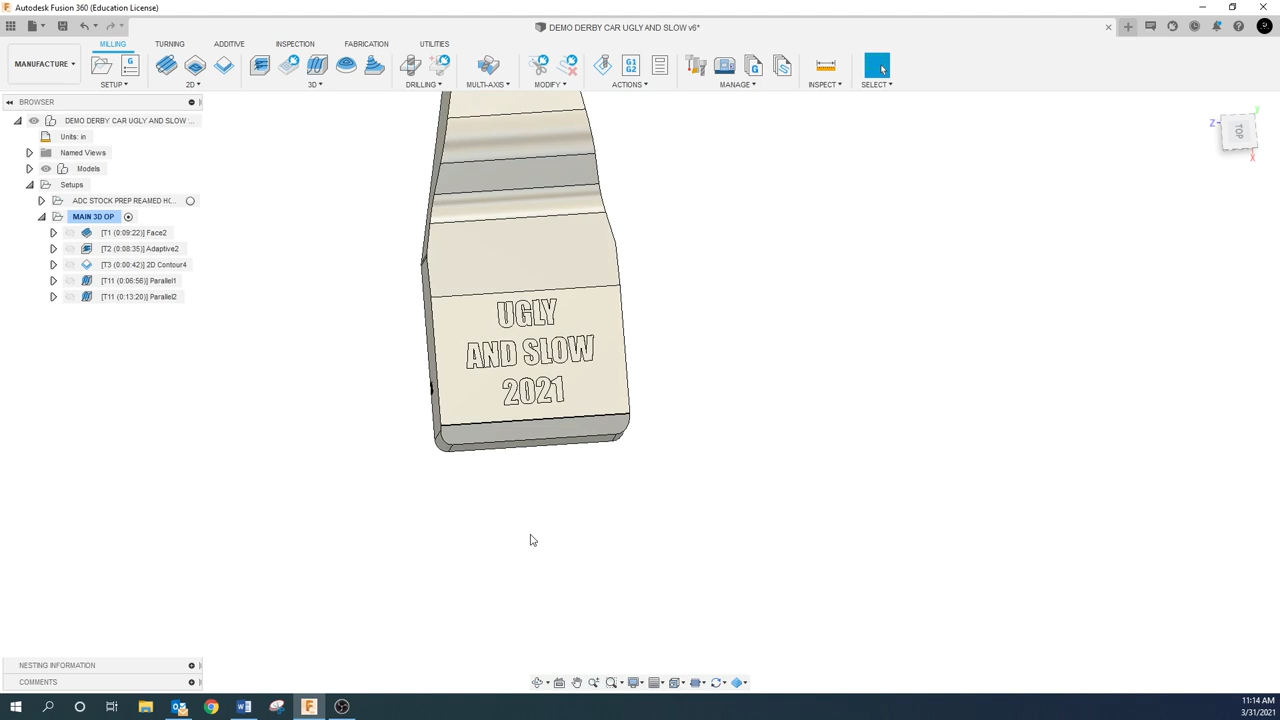 Autodesk Fusion 360 (Education License)
DEMO DERBY CAR UGLY AND SLOW v6*
MANUFACTURE
MILLING
TURNING
ADDITIVE
INSPECTION
FABRICATION
UTILITIES
G1
G2
SETUP
2D
3D
DRILLING
MULTI-AXIS
MODIFY
ACTIONS
MANAGE
INSPECT
SELECT
BROWSER
DEMO DERBY CAR UGLY AND SLOW ...
Units: in
Named Views
Models
Setups
ADC STOCK PREP REAMED HO...
MAIN 3D OP
[T1 (0:09:22)] Face2
[T2 (0:08:35)] Adaptive2
[T3 (0:00:42)] 2D Contour4
[T11 (0:06:56)] Parallel1
[T11 (0:13:20)] Parallel2
UGLY
AND SLOW
2021
Z
Y
TOP
X
NESTING INFORMATION
COMMENTS
11:14 AM
3/31/2021